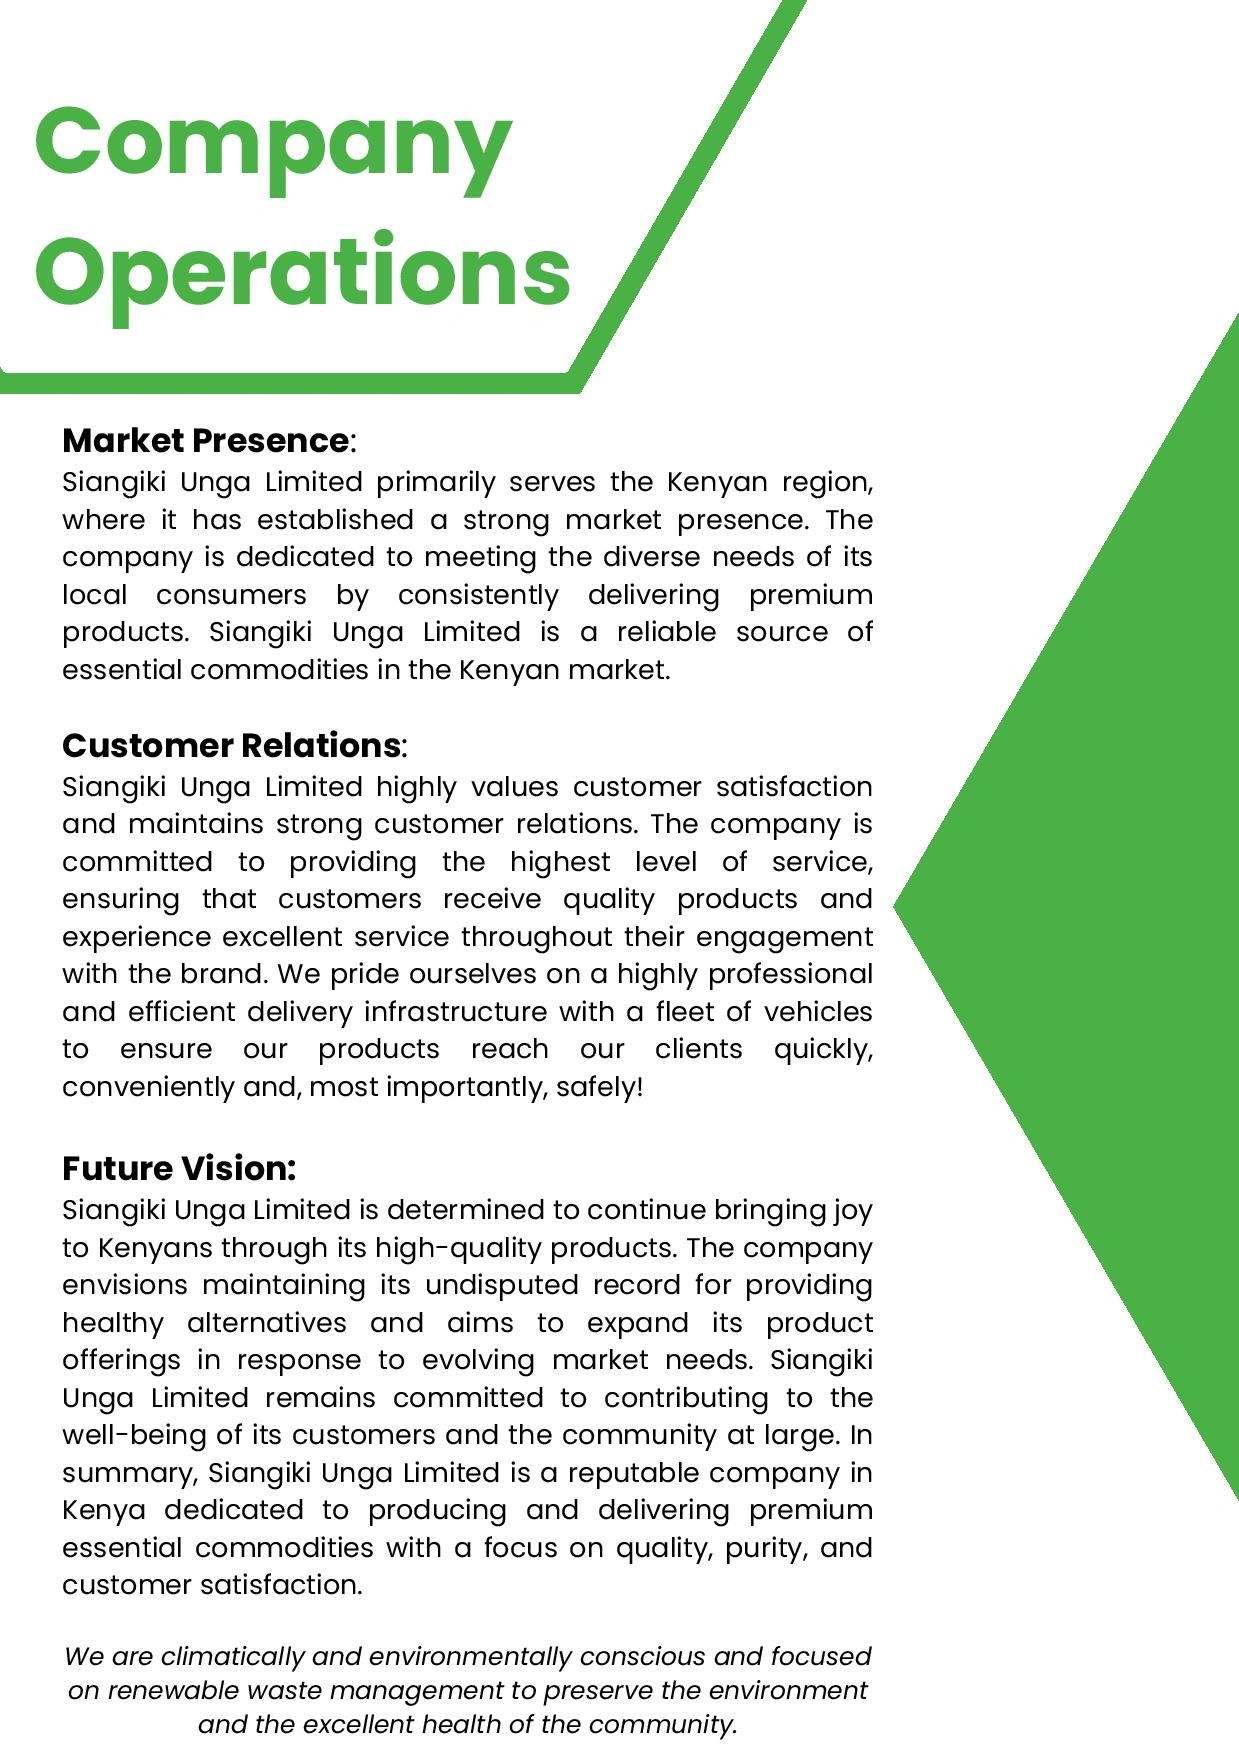 Company
Operations
Market Presence:
Siangiki Unga Limited primarily serves the Kenyan region,
where it has established a strong market presence. The
company is dedicated to meeting the diverse needs of its
local consumers by consistently delivering premium
products. Siangiki Unga Limited is a reliable source of
essential commodities in the Kenyan market.
Customer Relations:
Siangiki Unga Limited highly values customer satisfaction
and maintains strong customer relations. The company is
committed to providing the highest level of service,
ensuring that customers receive quality products and
experience excellent service throughout their engagement
with the brand. We pride ourselves on a highly professional
and efficient delivery infrastructure with a fleet of vehicles
to ensure our products reach our clients quickly,
conveniently and, most importantly, safely!
Future Vision:
Siangiki Unga Limited is determined to continue bringing joy
to Kenyans through its high-quality products. The company
envisions maintaining its undisputed record for providing
healthy alternatives and aims to expand its product
offerings in response to evolving market needs. Siangiki
Unga Limited remains committed to contributing to the
well-being of its customers and the community at large. In
summary, Siangiki Unga Limited is a reputable company in
Kenya dedicated to producing and delivering premium
essential commodities with a focus on quality, purity, and
customer satisfaction.
We are climatically and environmentally conscious and focused
on renewable waste management to preserve the environment
and the excellent health of the community.